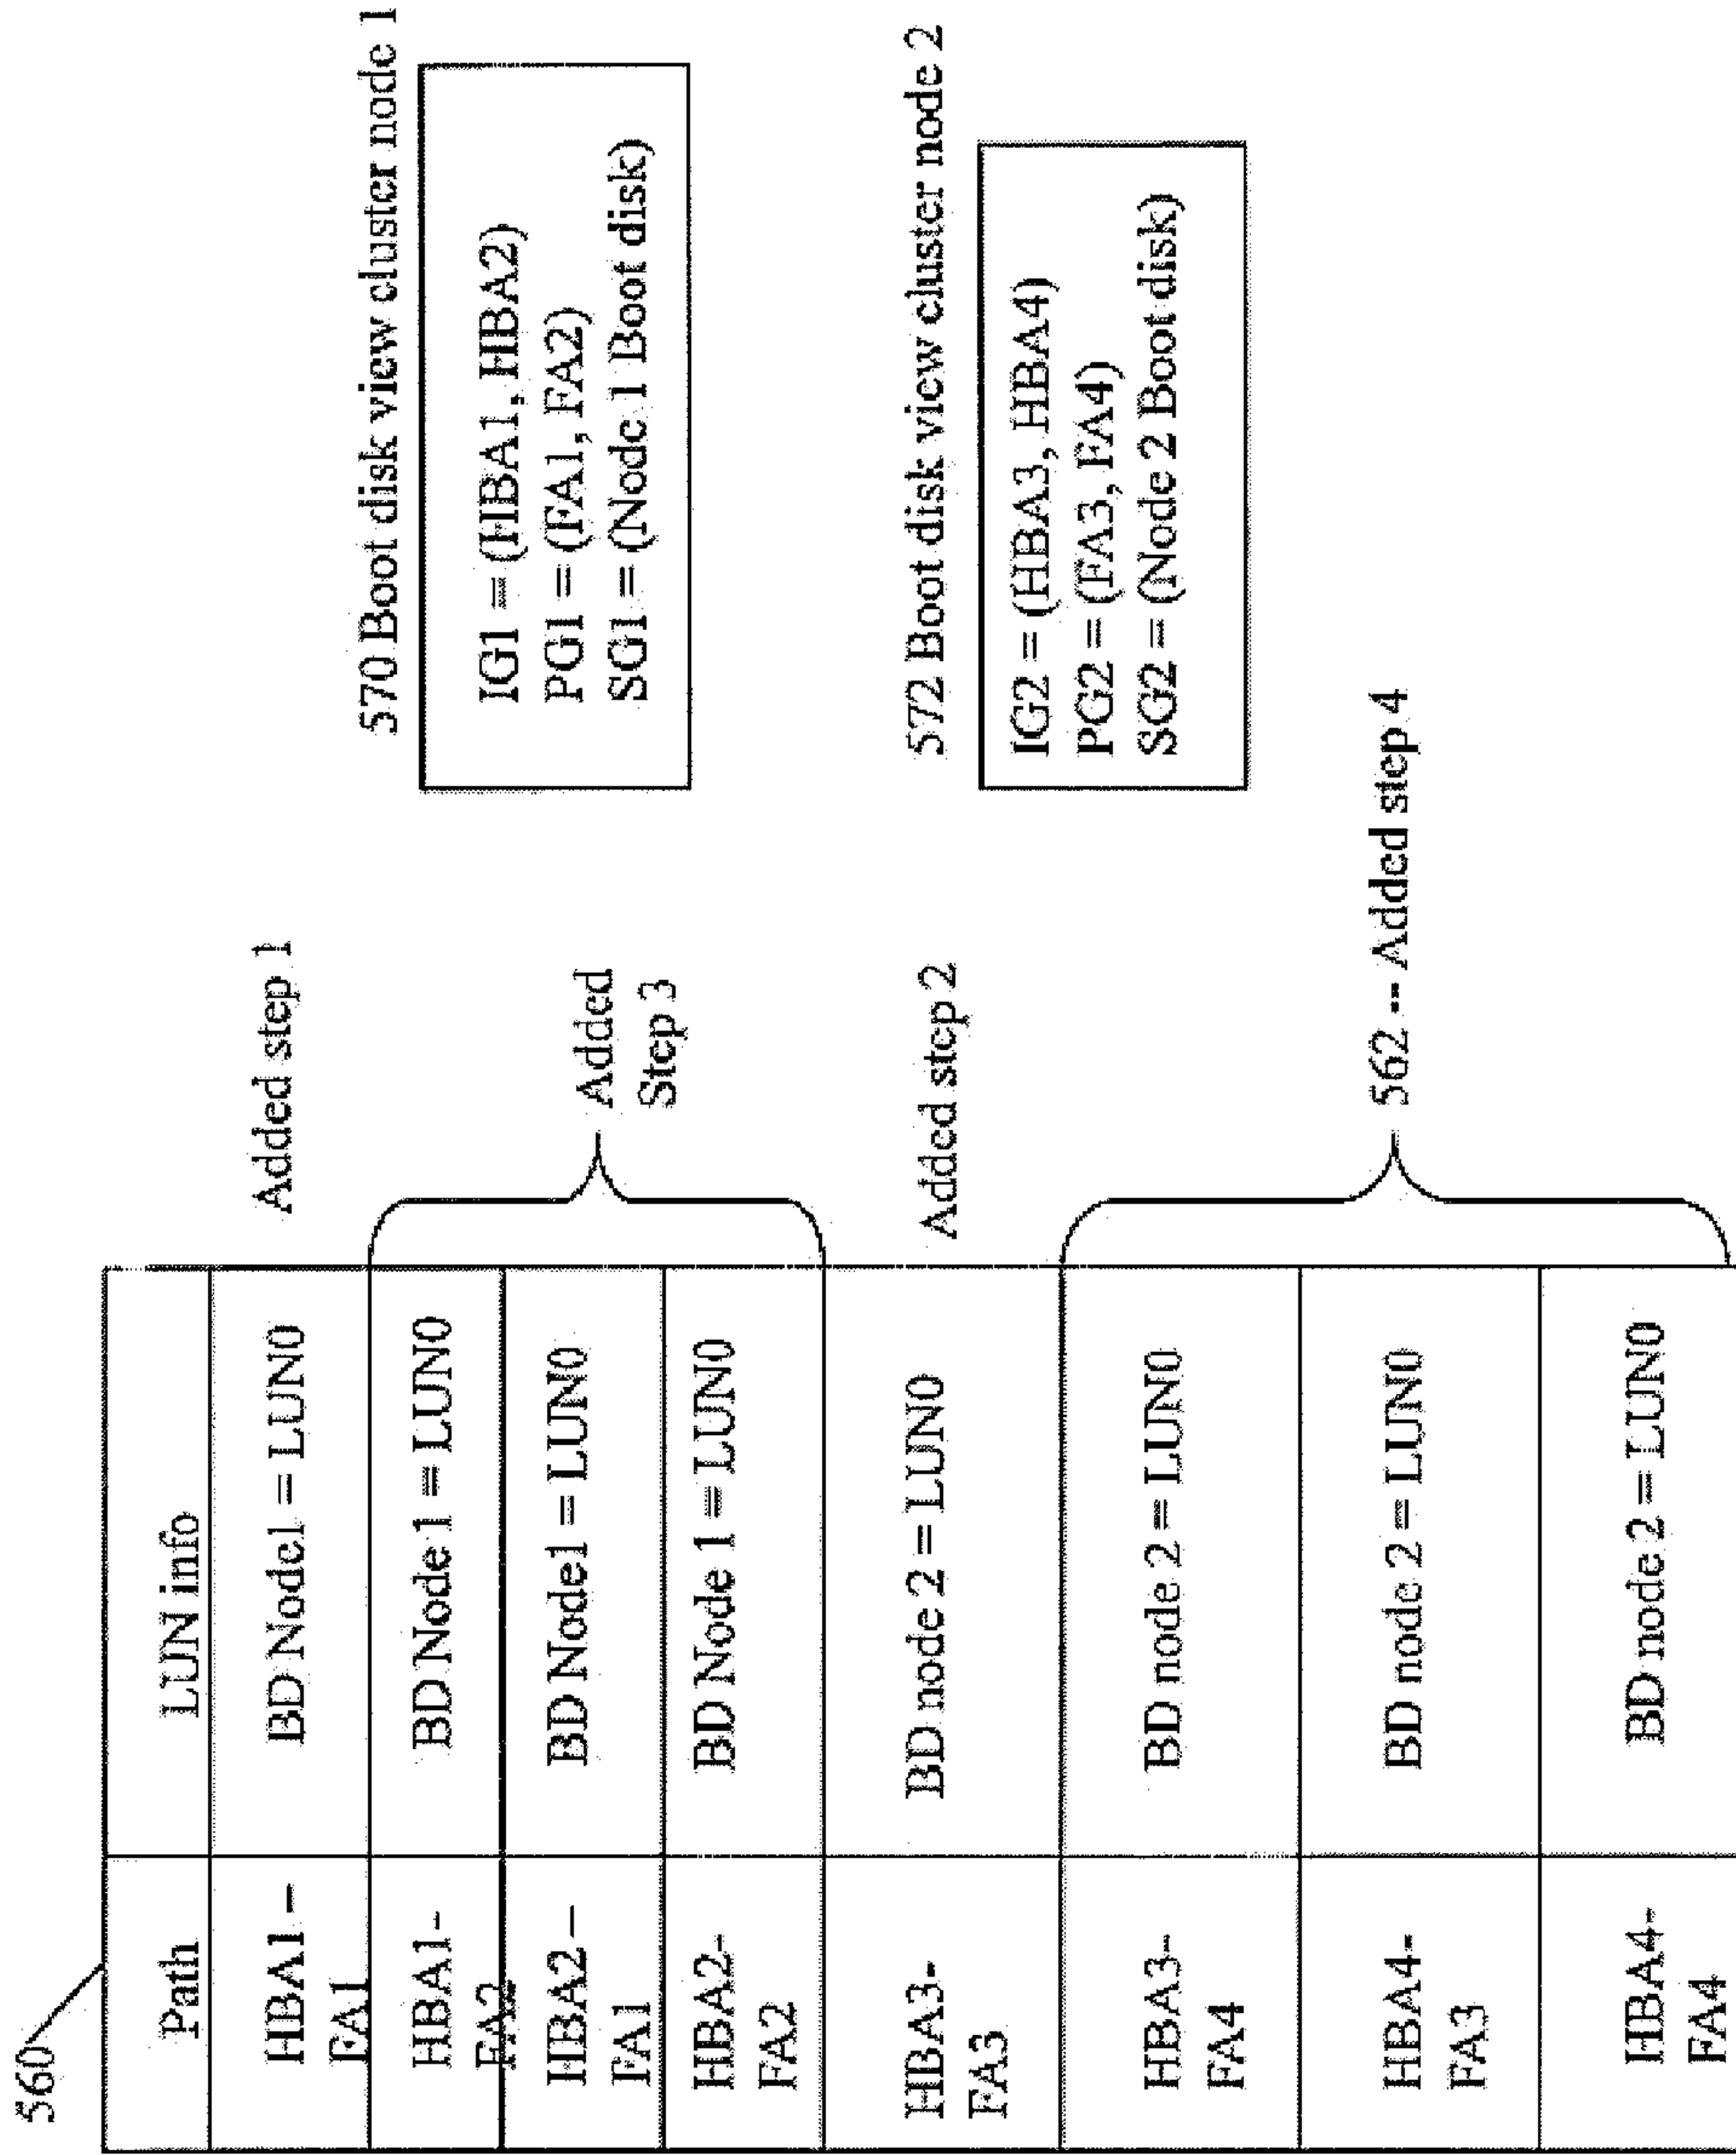 560
Path
LUN info
HBA1 –
FA1
BD Node1 = LUN0
Added step 1
HBA1-
FA2
BD Node 1 = LUN0
HBA2 –
FA1
BD Node1 = LUN0
HBA2-
FA2
BD Node 1 = LUN0
Added
Step 3
HBA3-
FA3
BD node 2 = LUN0
Added step 2
HBA3-
FA4
BD node 2 = LUN0
HBA4-
FA3
BD node 2 = LUN0
HBA4-
FA4
BD node 2 = LUN0
562 -- Added step 4
570 Boot disk view cluster node 1
IG1 = (HBA1, HBA2)
PG1 = (FA1, FA2)
SG1 = (Node 1 Boot disk)
572 Boot disk view cluster node 2
IG2 = (HBA3, HBA4)
PG2 = (FA3, FA4)
SG2 = (Node 2 Boot disk)